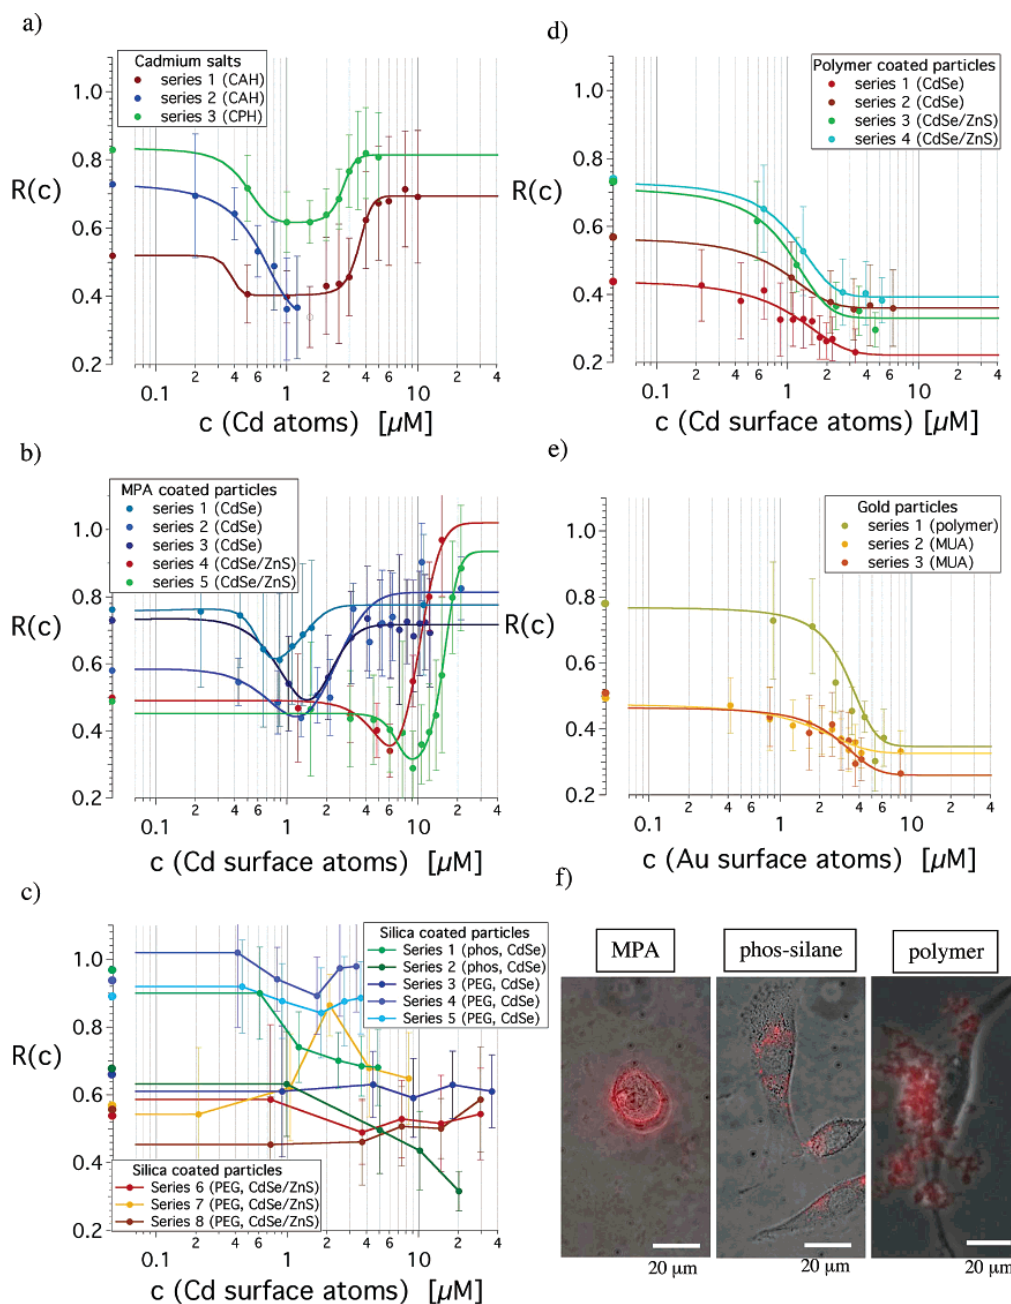 a)
Cadmium salts
series 1 (CAH)
series 2 (CAH)
series 3 (CPH)
1.0
0.8
0.6
0.4
0.2
R(c)
2 4 6 2 4 6 2 4
0.1 1 10
c (Cd atoms) [µM]
d)
Polymer coated particles
series 1 (CdSe)
series 2 (CdSe)
series 3 (CdSe/ZnS)
series 4 (CdSe/ZnS)
1.0
0.8
0.6
0.4
0.2
R(c)
2 4 6 2 4 6 2 4
0.1 1 10
c (Cd surface atoms) [µM]
b)
MPA coated particles
series 1 (CdSe)
series 2 (CdSe)
series 3 (CdSe)
series 4 (CdSe/ZnS)
series 5 (CdSe/ZnS)
1.0
0.8
0.6
0.4
0.2
R(c)
2 4 6 2 4 6 2 4
0.1 1 10
c (Cd surface atoms) [µM]
e)
Gold particles
series 1 (polymer)
series 2 (MUA)
series 3 (MUA)
1.0
0.8
0.6
0.4
0.2
R(c)
2 4 6 2 4 6 2 4
0.1 1 10
c (Au surface atoms) [µM]
c)
Silica coated particles
Series 1 (phos, CdSe)
Series 2 (phos, CdSe)
Series 3 (PEG, CdSe)
Series 4 (PEG, CdSe)
Series 5 (PEG, CdSe)
1.0
0.8
0.6
0.4
0.2
R(c)
Silica coated particles
Series 6 (PEG, CdSe/ZnS)
Series 7 (PEG, CdSe/ZnS)
Series 8 (PEG, CdSe/ZnS)
2 4 6 2 4 6 2 4
0.1 1 10
c (Cd surface atoms) [µM]
f)
MPA
phos-silane
polymer
20 µm
20 µm
20 µm